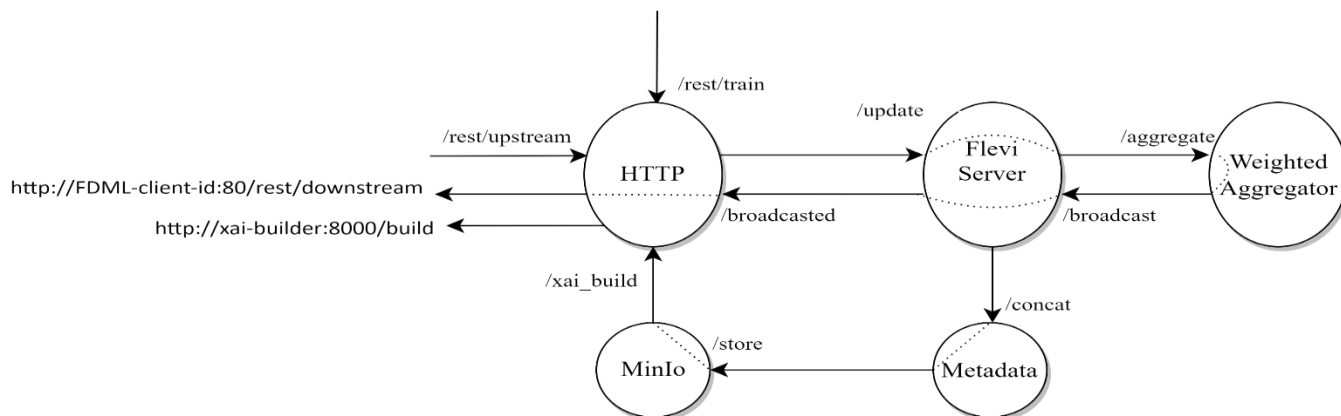 /rest/train
/update
/rest/upstream
/aggregate
HTTP
Flevi
Server
Weighted
Aggregator
http://FDML-client-id:80/rest/downstream
/broadcasted
/broadcast
http://xai-builder:8000/build
/xai_build
/concat
/store
MinIo
Metadata